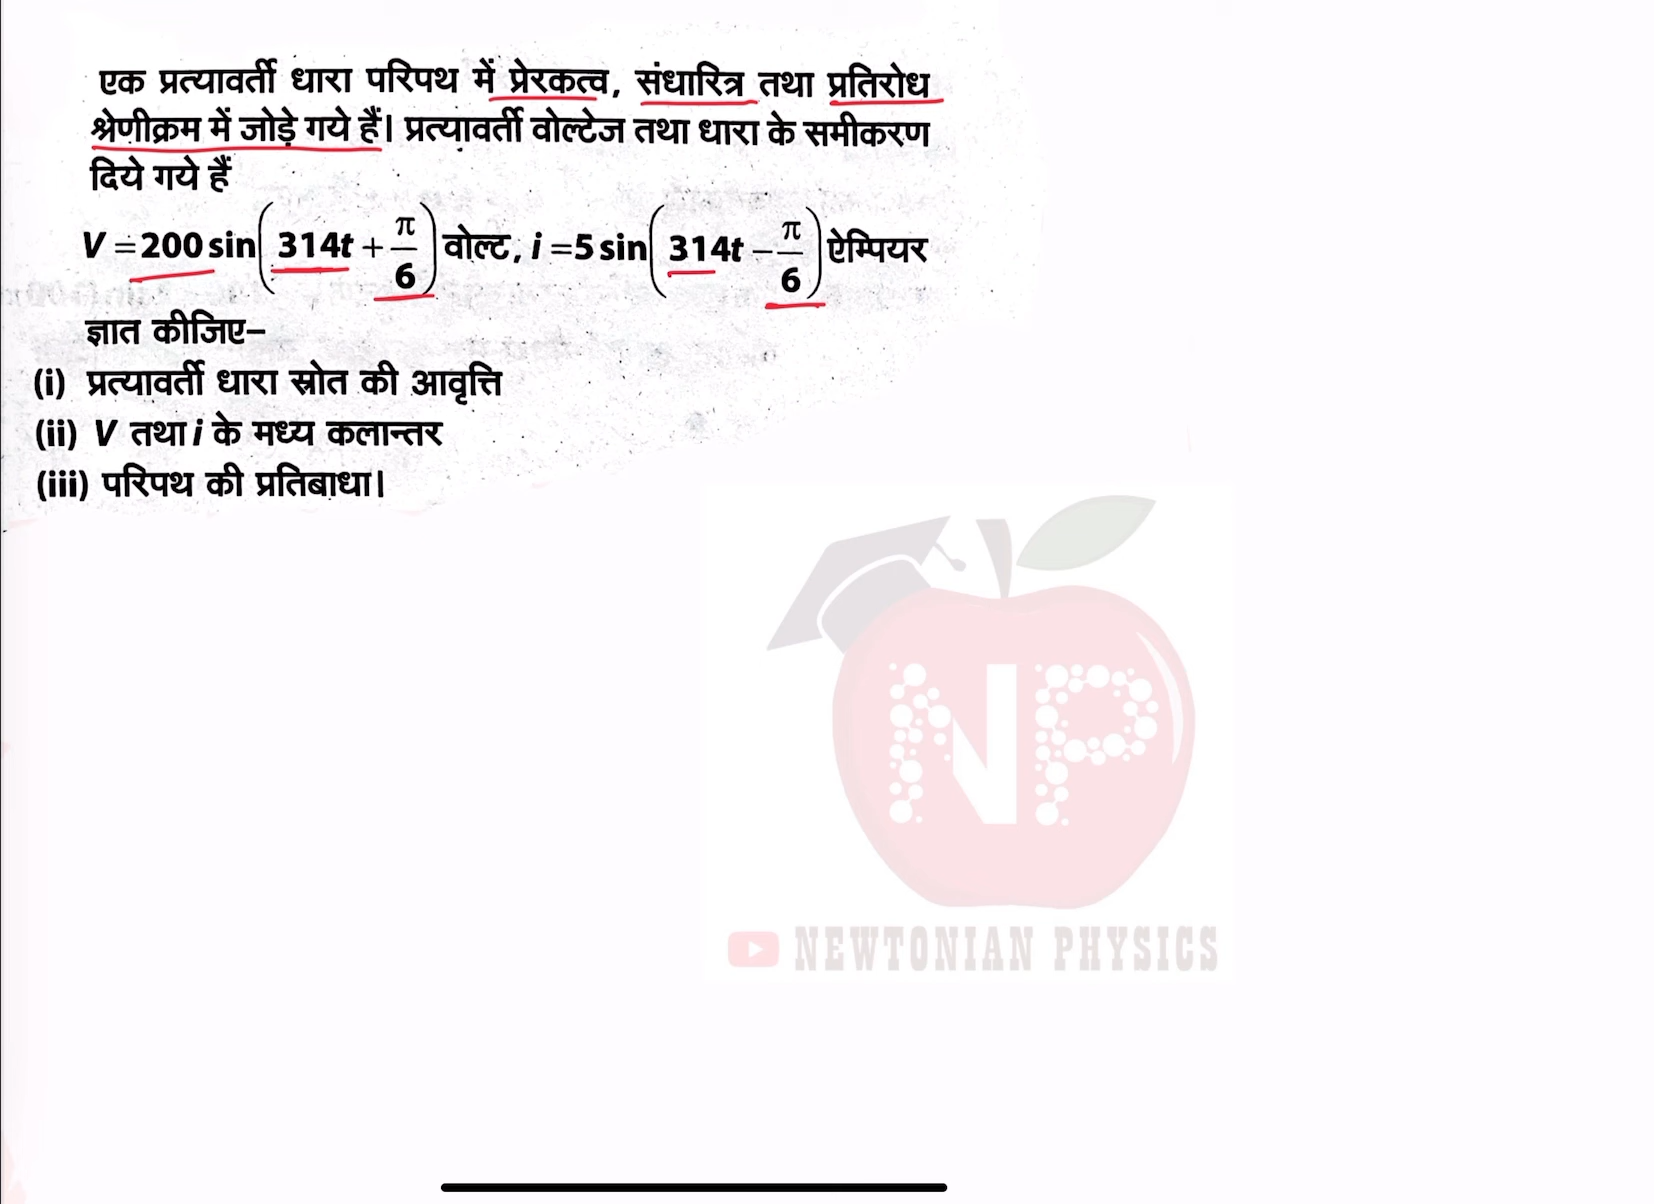 एक प्रत्यावर्ती धारा परिपथ में प्रेरकत्व, संधारित्र तथा प्रतिरोध
श्रेणीक्रम में जोड़े गये हैं। प्रत्यावर्ती वोल्टेज तथा धारा के समीकरण
दिये गये हैं
V = 200 sin(314t + π/6) वोल्ट, i = 5 sin(314t − π/6) ऐम्पियर
ज्ञात कीजिए–
(i) प्रत्यावर्ती धारा स्रोत की आवृत्ति
(ii) V तथा i के मध्य कलान्तर
(iii) परिपथ की प्रतिबाधा।
NP
NEWTONIAN PHYSICS